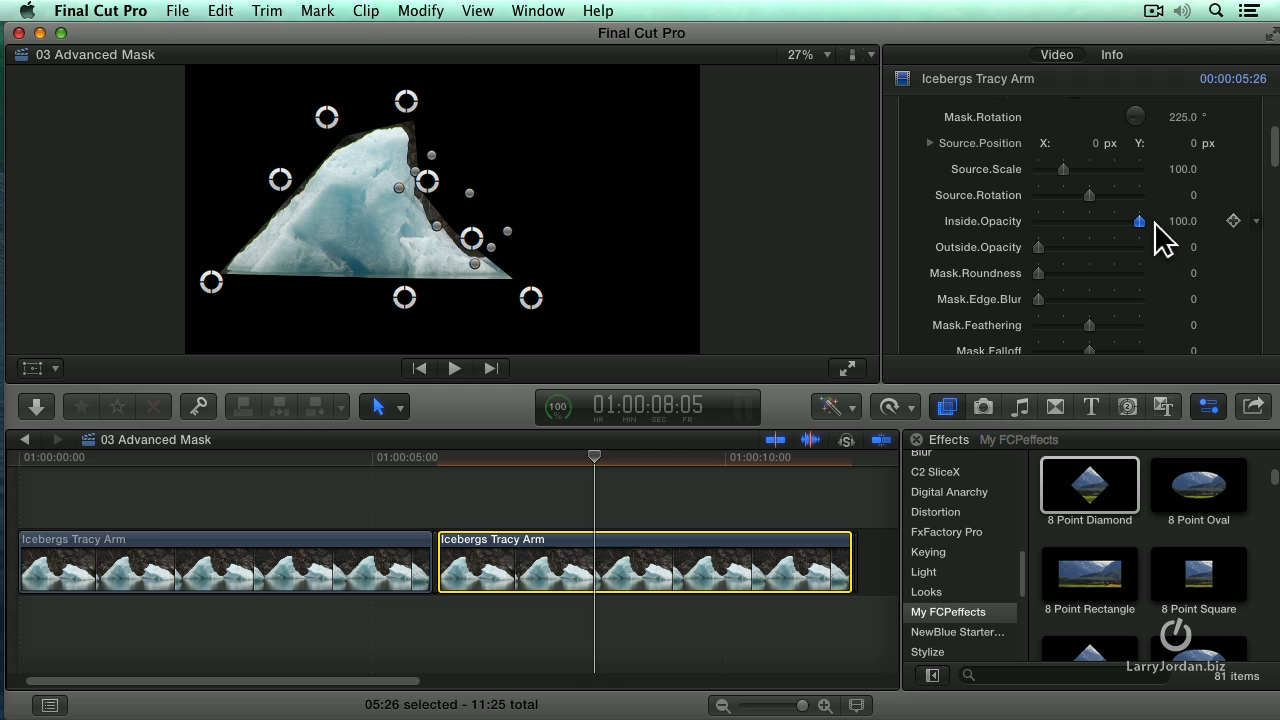 Final Cut Pro File Edit Trim Mark Clip Modify View Window Help
Final Cut Pro
03 Advanced Mask 27%
Video Info
Icebergs Tracy Arm 00:00:05:26
Mask.Rotation 225.0 °
Source.Position X: 0 px Y: 0 px
Source.Scale 100.0
Source.Rotation 0
Inside.Opacity 100.0
Outside.Opacity 0
Mask.Roundness 0
Mask.Edge.Blur 0
Mask.Feathering 0
Mask.Falloff 0
100 % 01:00:08:05
HR MIN SEC FR
03 Advanced Mask
01:00:00:00 01:00:05:00 01:00:10:00
Icebergs Tracy Arm Icebergs Tracy Arm
Effects My FCPeffects
Blur
C2 SliceX
Digital Anarchy
Distortion
FxFactory Pro
Keying
Light
Looks
My FCPeffects
NewBlue Starter...
Stylize
8 Point Diamond 8 Point Oval
8 Point Rectangle 8 Point Square
LarryJordan.biz
81 items
05:26 selected - 11:25 total